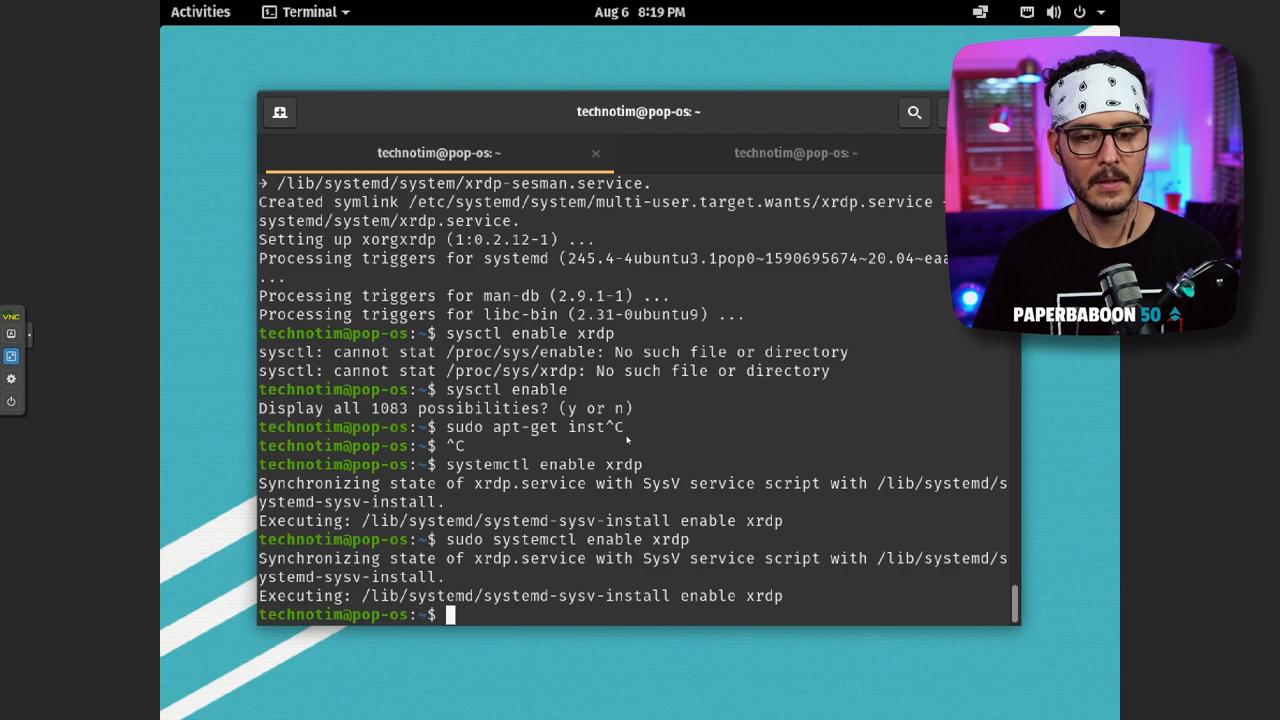 Activities
Terminal
Aug 6 8:19 PM
technotim@pop-os: ~
technotim@pop-os: ~
×
technotim@pop-os: ~
→ /lib/systemd/system/xrdp-sesman.service.
Created symlink /etc/systemd/system/multi-user.target.wants/xrdp.service
systemd/system/xrdp.service.
Setting up xorgxrdp (1:0.2.12-1) ...
Processing triggers for systemd (245.4-4ubuntu3.1pop0~1590695674~20.04~eaa
...
Processing triggers for man-db (2.9.1-1) ...
Processing triggers for libc-bin (2.31-0ubuntu9) ...
technotim@pop-os:~$ sysctl enable xrdp
sysctl: cannot stat /proc/sys/enable: No such file or directory
sysctl: cannot stat /proc/sys/xrdp: No such file or directory
technotim@pop-os:~$ sysctl enable
Display all 1083 possibilities? (y or n)
technotim@pop-os:~$ sudo apt-get inst^C
technotim@pop-os:~$ ^C
technotim@pop-os:~$ systemctl enable xrdp
Synchronizing state of xrdp.service with SysV service script with /lib/systemd/s
ystemd-sysv-install.
Executing: /lib/systemd/systemd-sysv-install enable xrdp
technotim@pop-os:~$ sudo systemctl enable xrdp
Synchronizing state of xrdp.service with SysV service script with /lib/systemd/s
ystemd-sysv-install.
Executing: /lib/systemd/systemd-sysv-install enable xrdp
technotim@pop-os:~$
PAPERBABOON 50
VNC
A